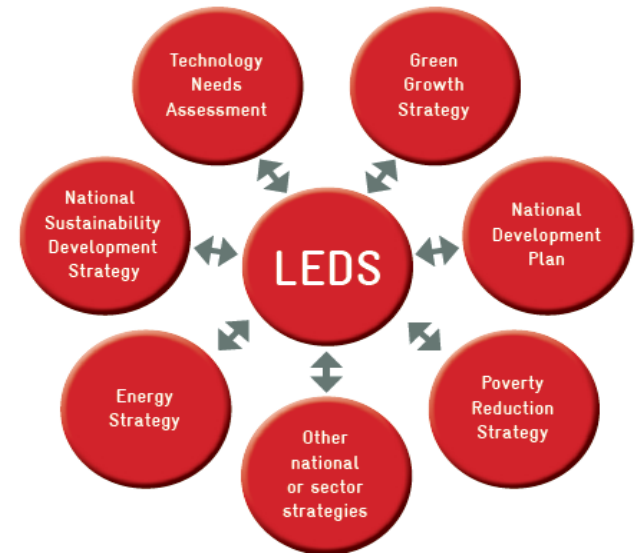 Technology
Needs
Assessment
Green
Growth
Strategy
National
Sustainability
Development
Strategy
LEDS
National
Development
Plan
Energy
Strategy
Poverty
Reduction
Strategy
Other
national
or sector
strategies